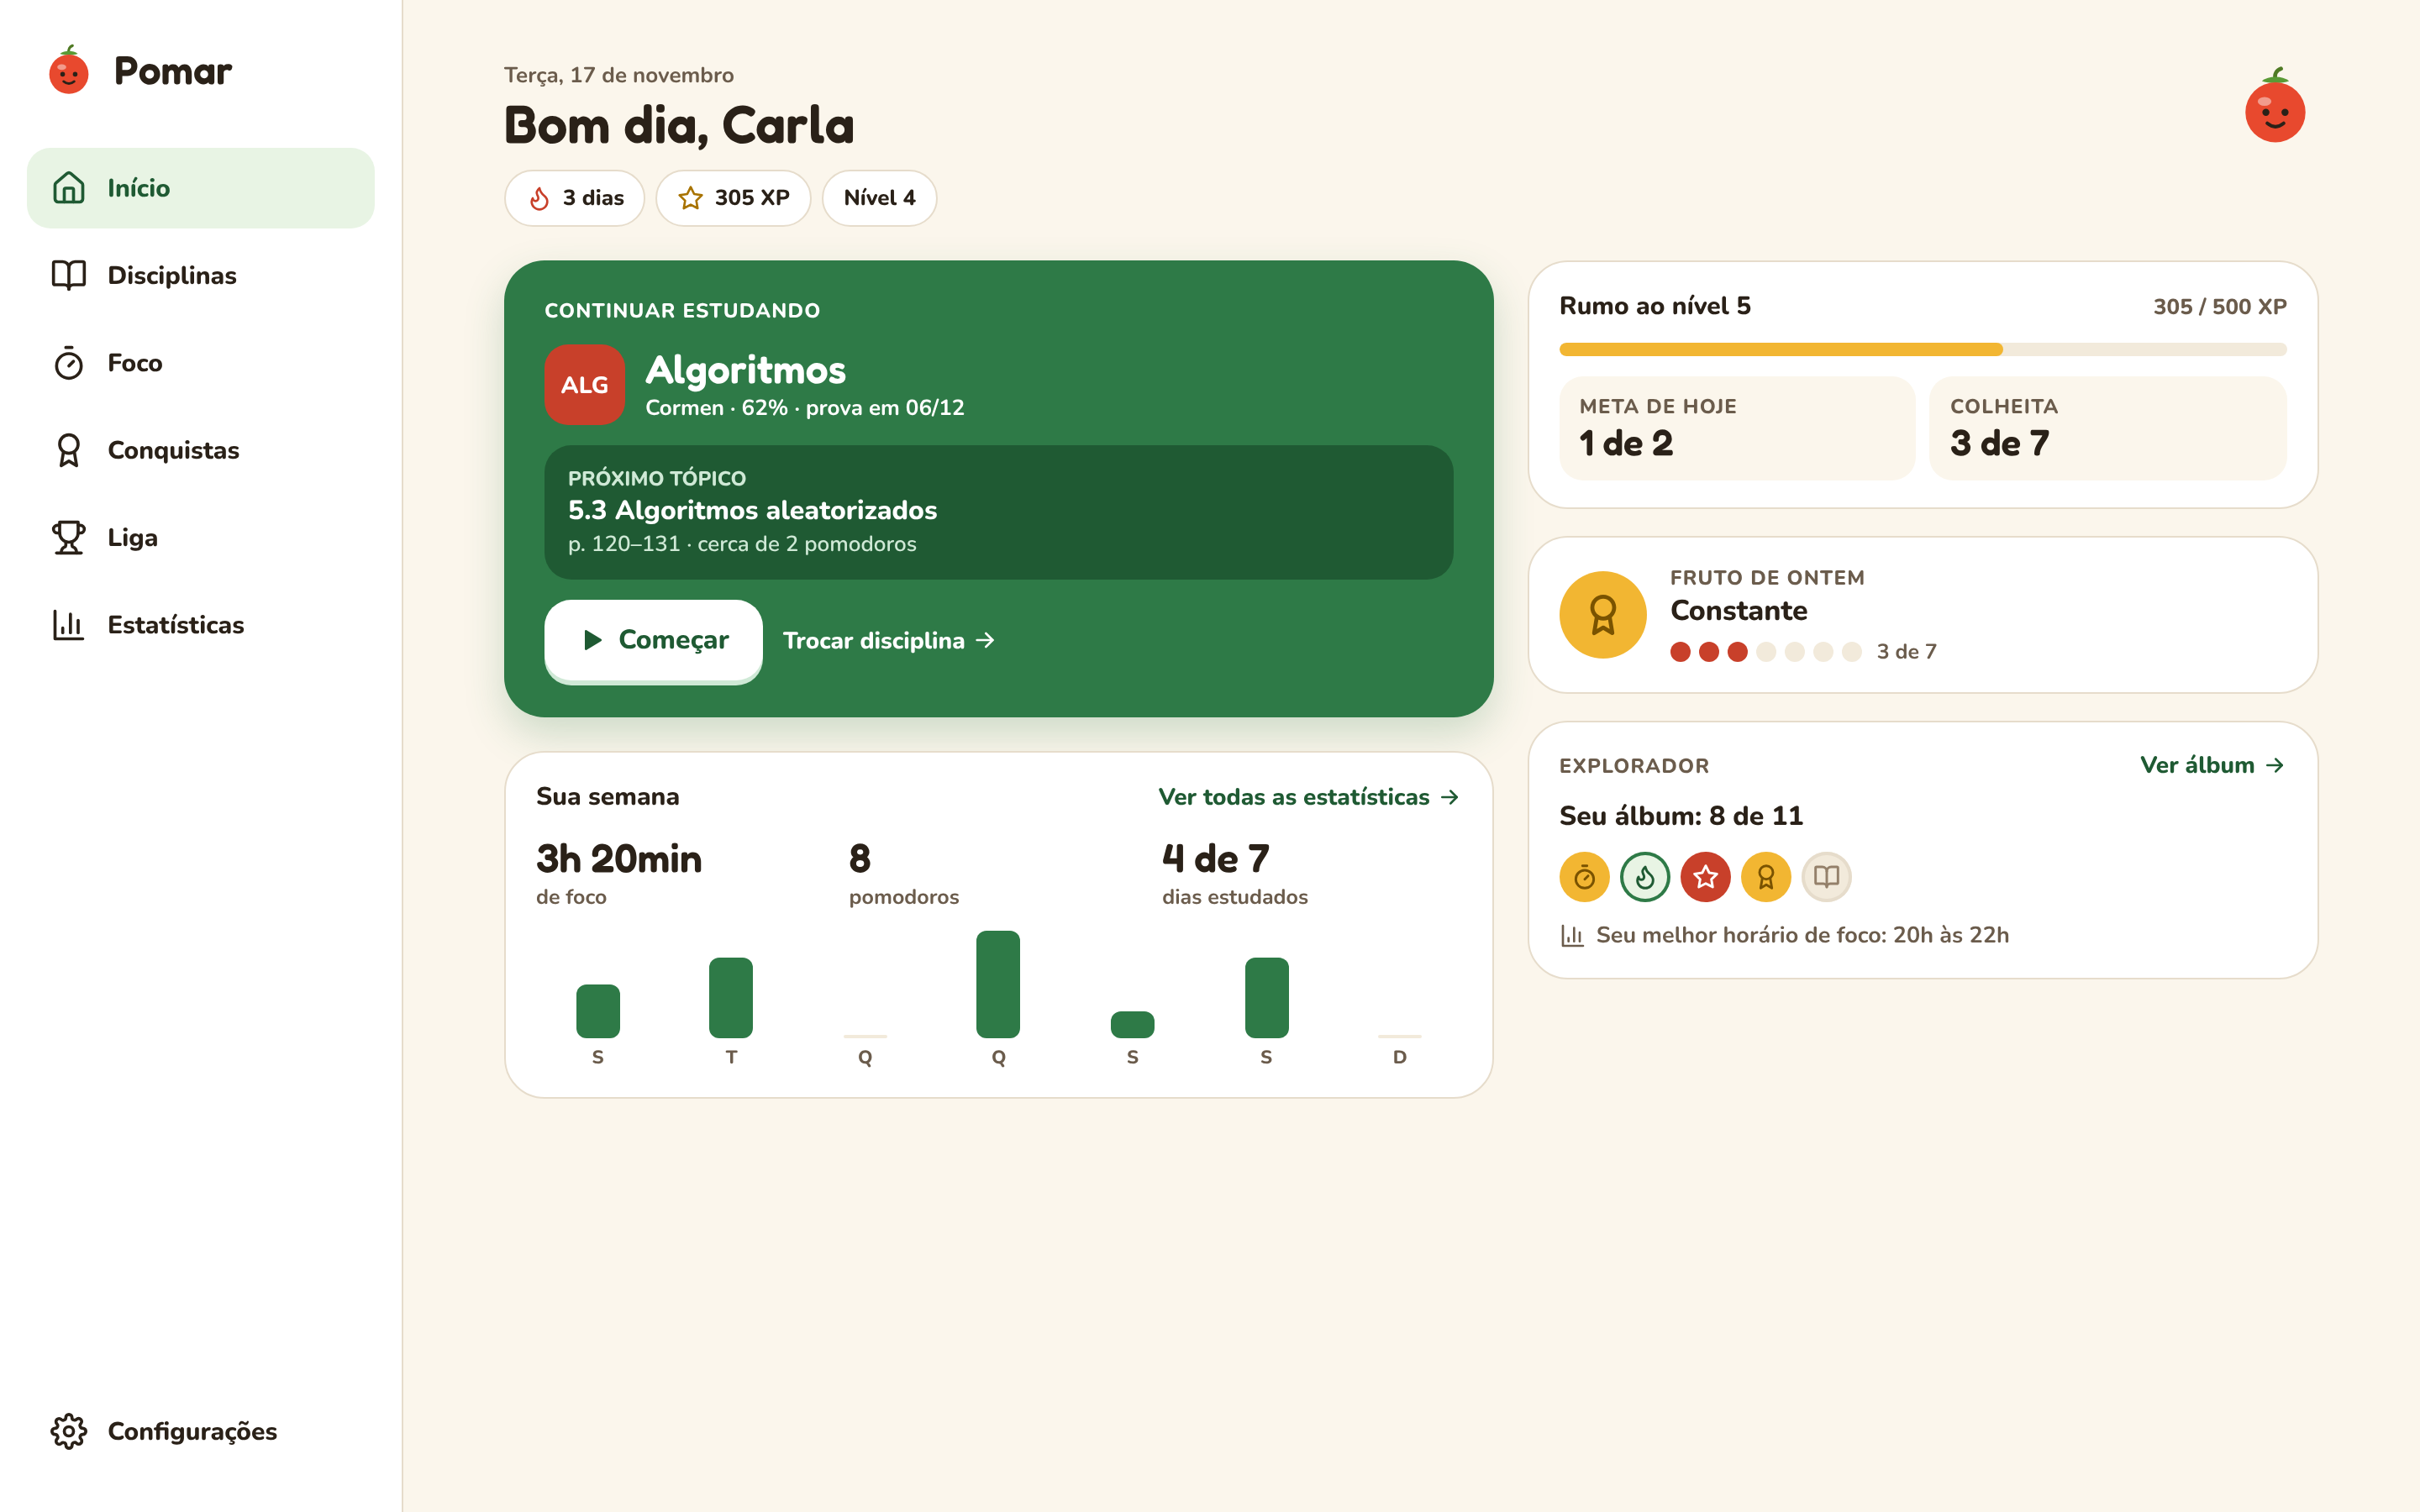 Pomar
Início
Disciplinas
Foco
Conquistas
Liga
Estatísticas
Configurações
Terça, 17 de novembro
Bom dia, Carla
3 dias
305 XP
Nível 4
CONTINUAR ESTUDANDO
ALG
Algoritmos
Cormen · 62% · prova em 06/12
PRÓXIMO TÓPICO
5.3 Algoritmos aleatorizados
p. 120–131 · cerca de 2 pomodoros
Começar
Trocar disciplina →
Sua semana
Ver todas as estatísticas →
3h 20min
de foco
8
pomodoros
4 de 7
dias estudados
S T Q Q S S D
Rumo ao nível 5
305 / 500 XP
META DE HOJE
1 de 2
COLHEITA
3 de 7
FRUTO DE ONTEM
Constante
3 de 7
EXPLORADOR
Ver álbum →
Seu álbum: 8 de 11
Seu melhor horário de foco: 20h às 22h